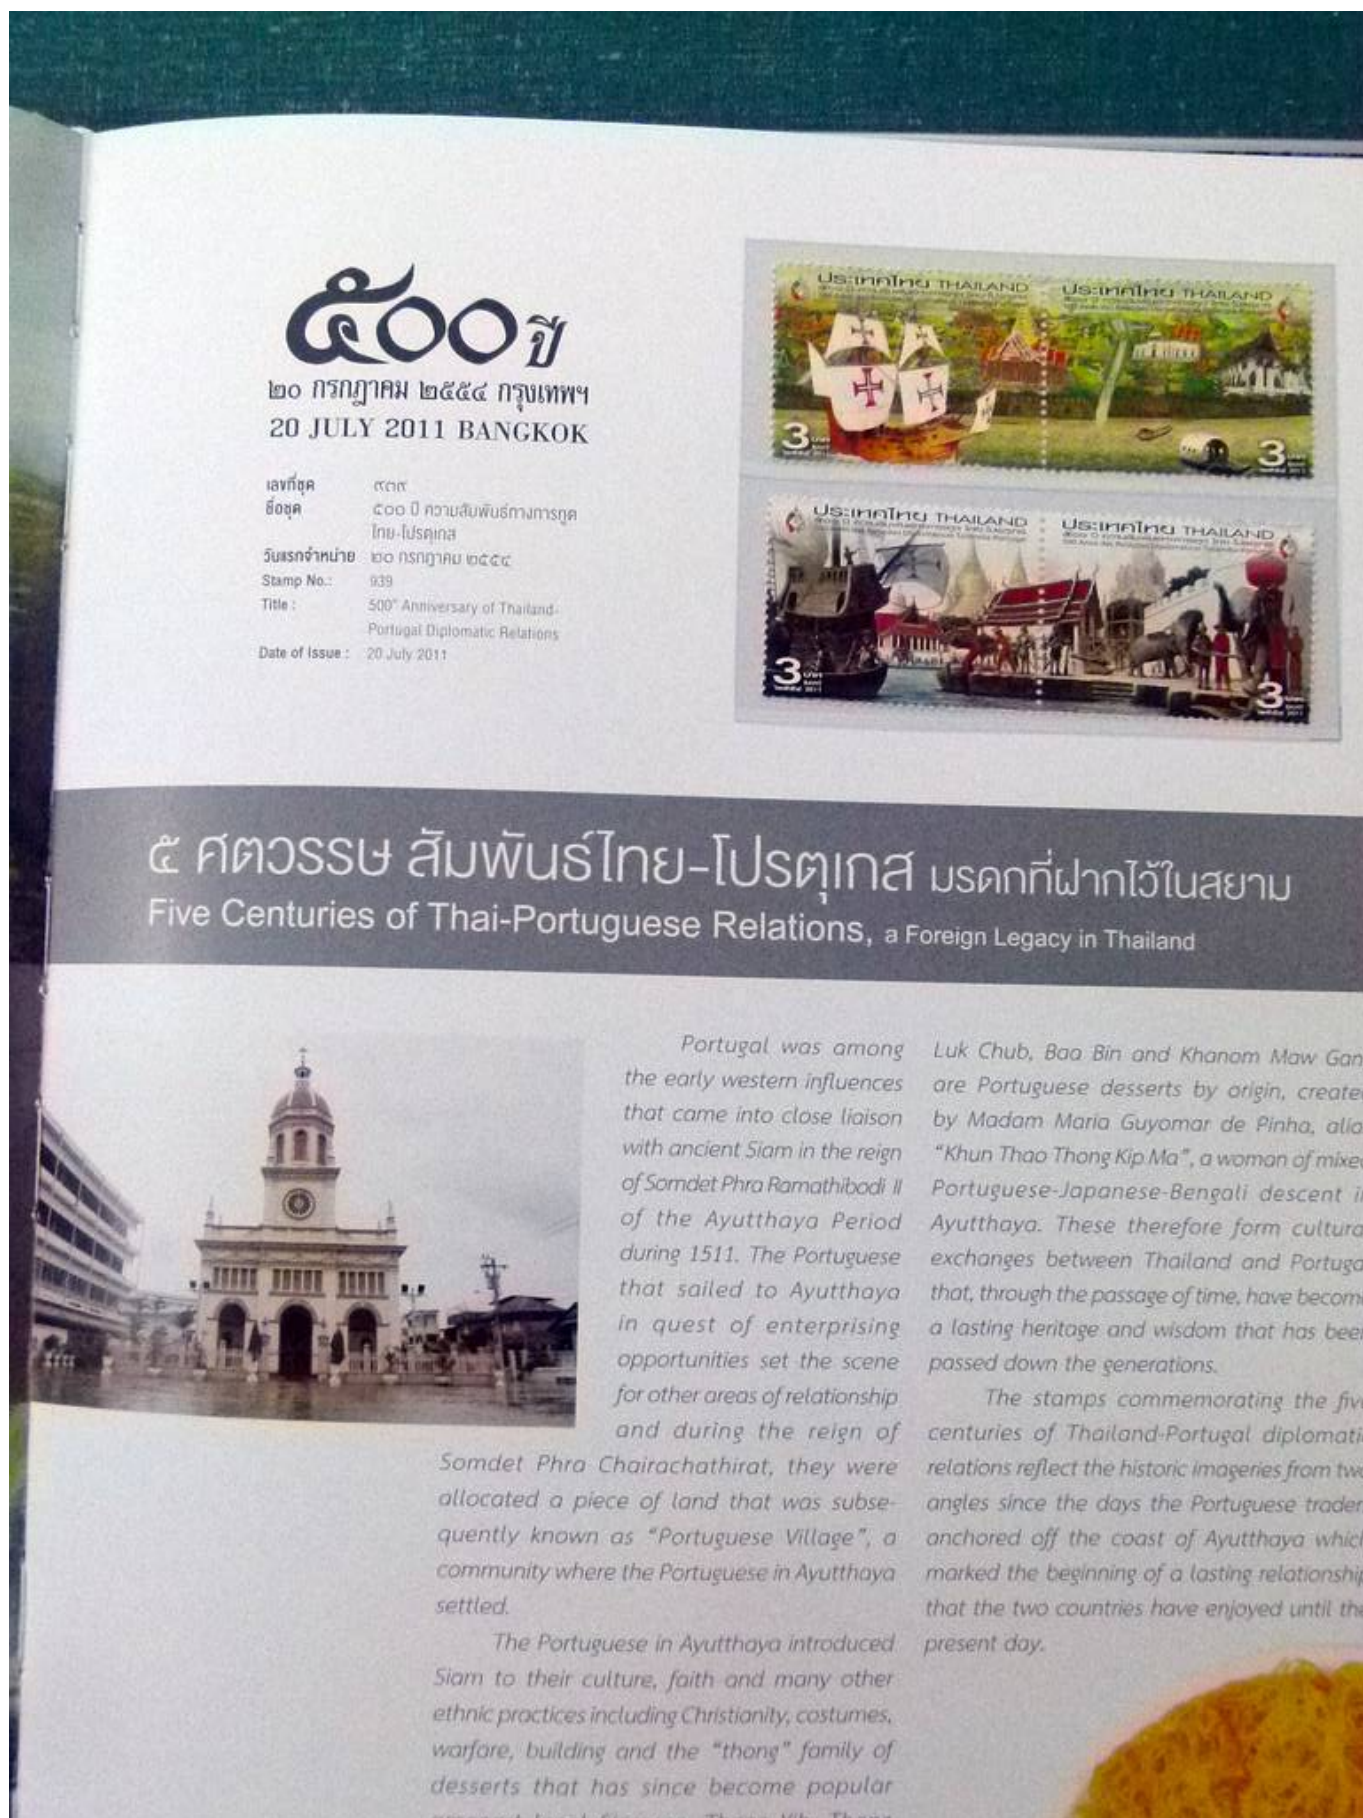 ๕๐๐ ปี
๒๐ กรกฎาคม ๒๕๕๔ กรุงเทพฯ
20 JULY 2011 BANGKOK
เลขที่ชุด ๙๓๙
ชื่อชุด ๕๐๐ ปี ความสัมพันธ์ทางการทูต
ไทย-โปรตุเกส
วันแรกจำหน่าย ๒๐ กรกฎาคม ๒๕๕๔
Stamp No.: 939
Title : 500th Anniversary of Thailand-
Portugal Diplomatic Relations
Date of Issue : 20 July 2011
ประเทศไทย THAILAND
ประเทศไทย THAILAND
3
3
ประเทศไทย THAILAND
ประเทศไทย THAILAND
3
3
๕ ศตวรรษ สัมพันธ์ไทย-โปรตุเกส มรดกที่ฝากไว้ในสยาม
Five Centuries of Thai-Portuguese Relations, a Foreign Legacy in Thailand
Portugal was among
the early western influences
that came into close liaison
with ancient Siam in the reign
of Somdet Phra Ramathibodi II
of the Ayutthaya Period
during 1511. The Portuguese
that sailed to Ayutthaya
in quest of enterprising
opportunities set the scene
for other areas of relationship
and during the reign of
Somdet Phra Chairachathirat, they were
allocated a piece of land that was subse-
quently known as "Portuguese Village", a
community where the Portuguese in Ayutthaya
settled.
The Portuguese in Ayutthaya introduced
Siam to their culture, faith and many other
ethnic practices including Christianity, costumes,
warfare, building and the "thong" family of
desserts that has since become popular
Luk Chub, Baa Bin and Khanom Maw Gan
are Portuguese desserts by origin, create
by Madam Maria Guyomar de Pinha, alia
"Khun Thao Thong Kip Ma", a woman of mixe
Portuguese-Japanese-Bengali descent i
Ayutthaya. These therefore form cultura
exchanges between Thailand and Portuga
that, through the passage of time, have becom
a lasting heritage and wisdom that has bee
passed down the generations.
The stamps commemorating the fiv
centuries of Thailand-Portugal diplomati
relations reflect the historic imageries from two
angles since the days the Portuguese trader
anchored off the coast of Ayutthaya whic
marked the beginning of a lasting relationship
that the two countries have enjoyed until the
present day.